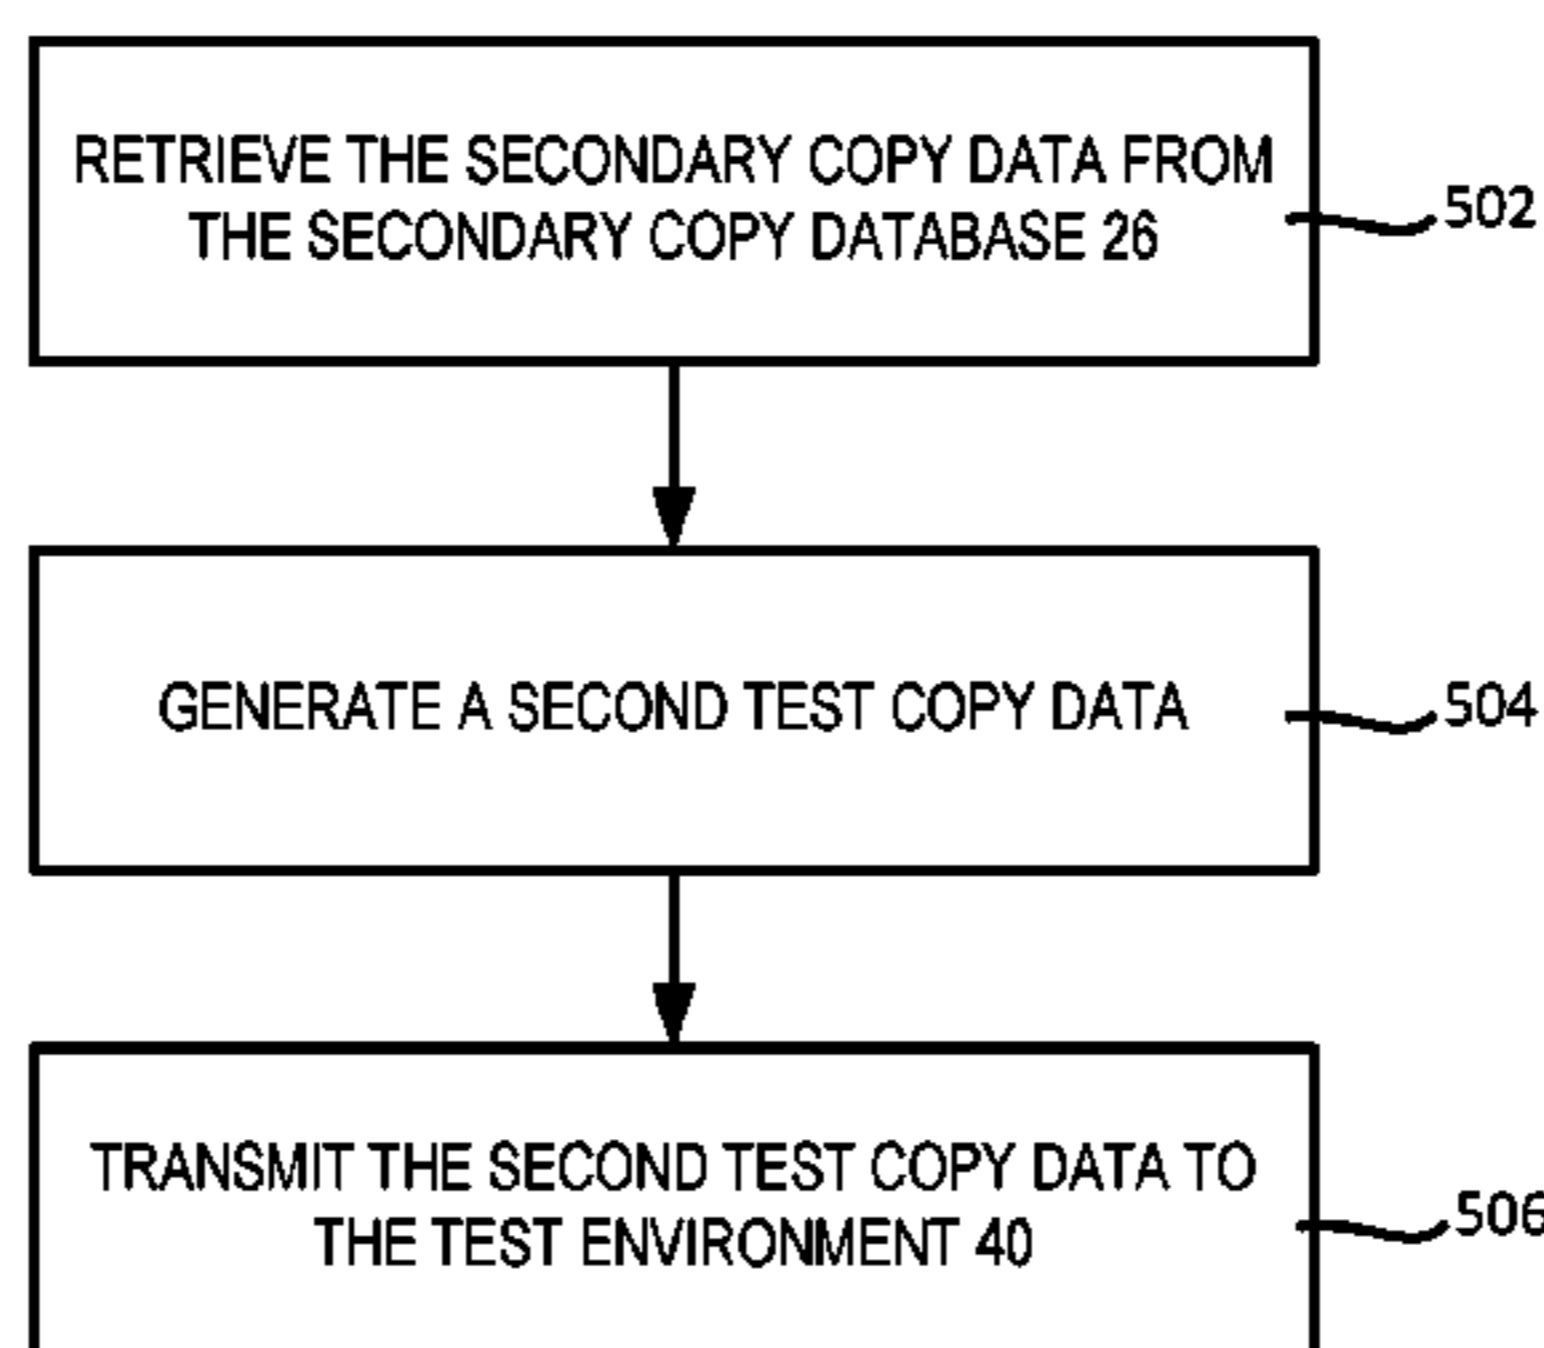 RETRIEVE THE SECONDARY COPY DATA FROM
THE SECONDARY COPY DATABASE 26
502
GENERATE A SECOND TEST COPY DATA
504
TRANSMIT THE SECOND TEST COPY DATA TO
THE TEST ENVIRONMENT 40
506